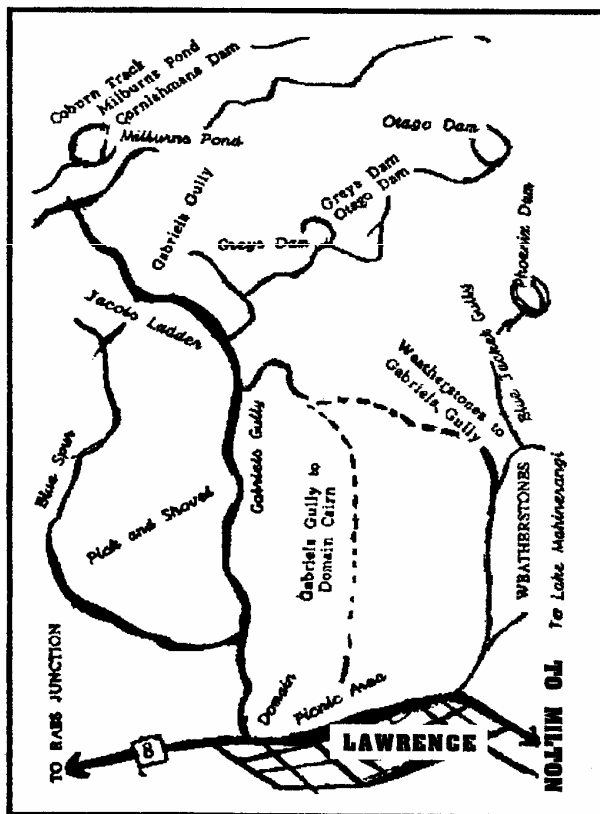 Coburn Track
Milburns Pond
Cornishmans Dam
Milburns Pond
Otago Dam
Gabriels Gully
Greys Dam
Greys Dam
Otago Dam
Phoenix Dam
Jacobs Ladder
Weatherstones to
Gabriels Gully
Blue Jacket Gully
Blue Spur
Pick and Shovel
Gabriels Gully
Gabriels Gully to
Domain Cairn
WEATHERSTONES
To Lake Mahinerangi
TO RAES JUNCTION
8
Domain
Picnic Area
LAWRENCE
TO MILTON